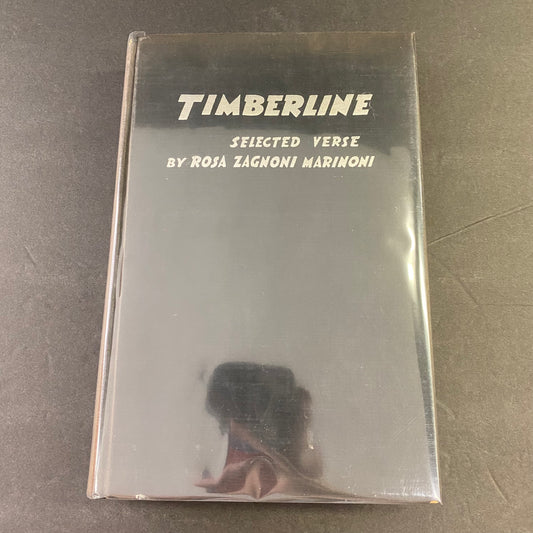 TIMBERLINE
SELECTED VERSE
BY ROSA ZAGNONI MARINONI